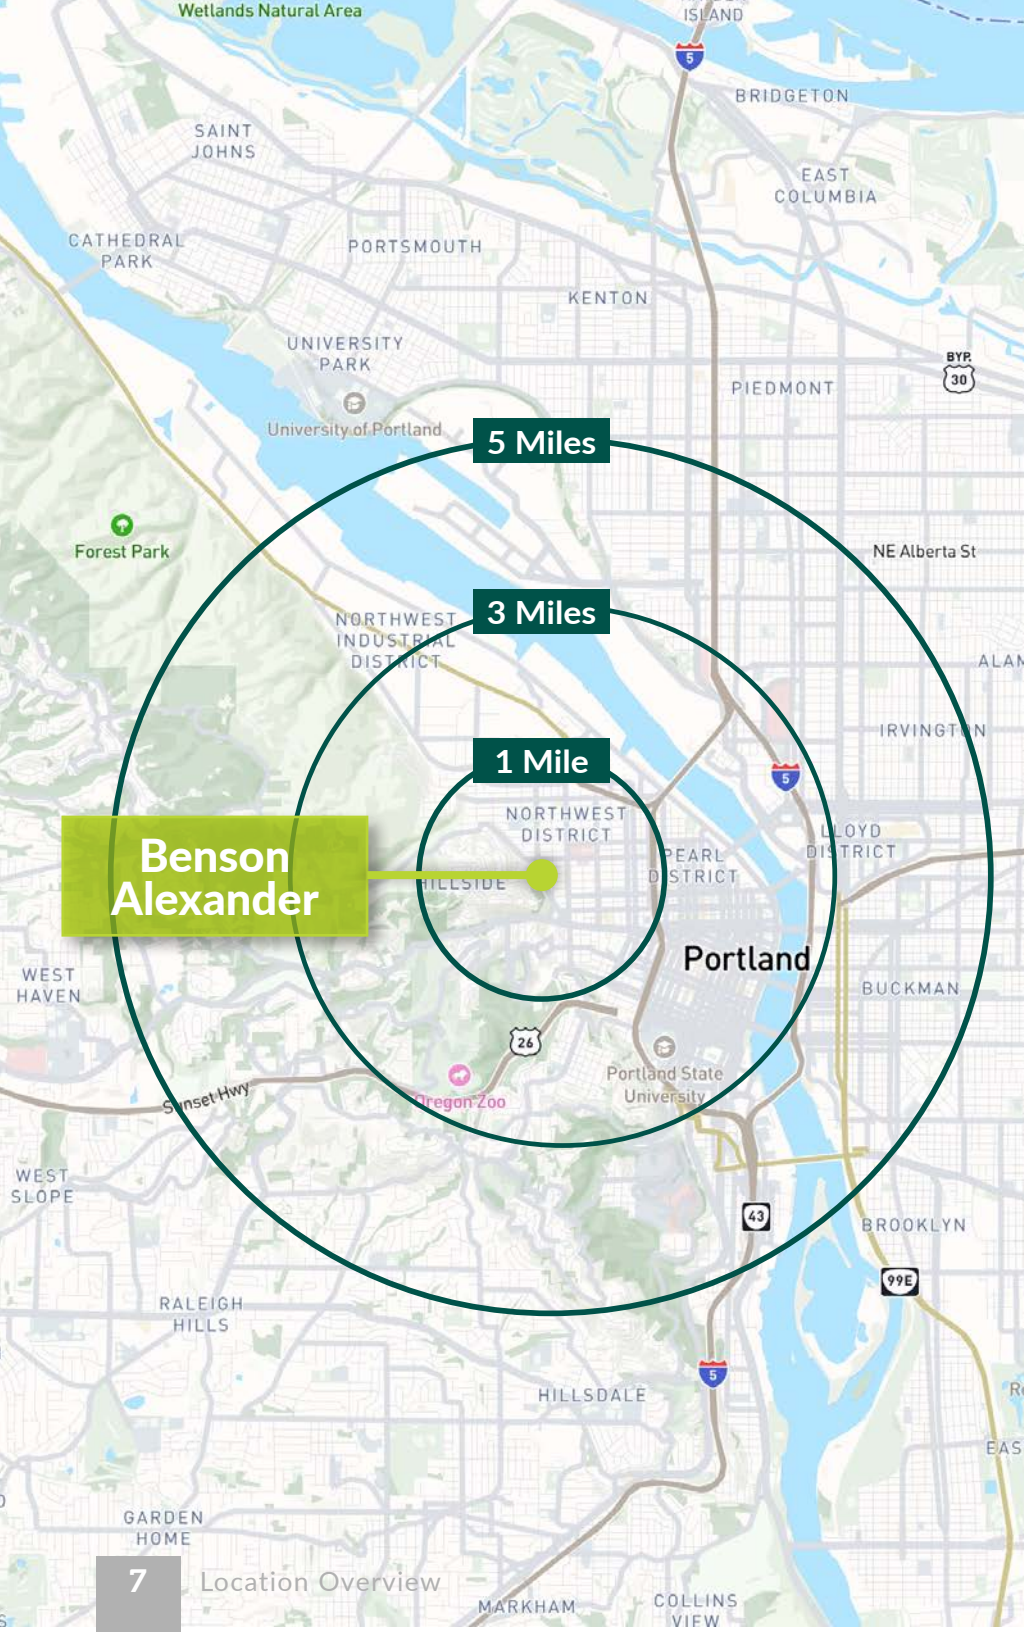 Wetlands Natural Area
ISLAND
5
BRIDGETON
SAINT
JOHNS
EAST
COLUMBIA
CATHEDRAL
PARK
PORTSMOUTH
KENTON
UNIVERSITY
PARK
BYP.
30
PIEDMONT
University of Portland
5 Miles
Forest Park
NE Alberta St
3 Miles
NORTHWEST
INDUSTRIAL
DISTRICT
ALAM
IRVINGTON
1 Mile
5
NORTHWEST
DISTRICT
LLOYD
DISTRICT
PEARL
DISTRICT
Benson
Alexander
HILLSIDE
Portland
WEST
HAVEN
BUCKMAN
26
Portland State
University
Oregon Zoo
Sunset Hwy
WEST
SLOPE
43
BROOKLYN
99E
RALEIGH
HILLS
5
HILLSDALE
EAS
GARDEN
HOME
7 Location Overview
MARKHAM
COLLINS
VIEW